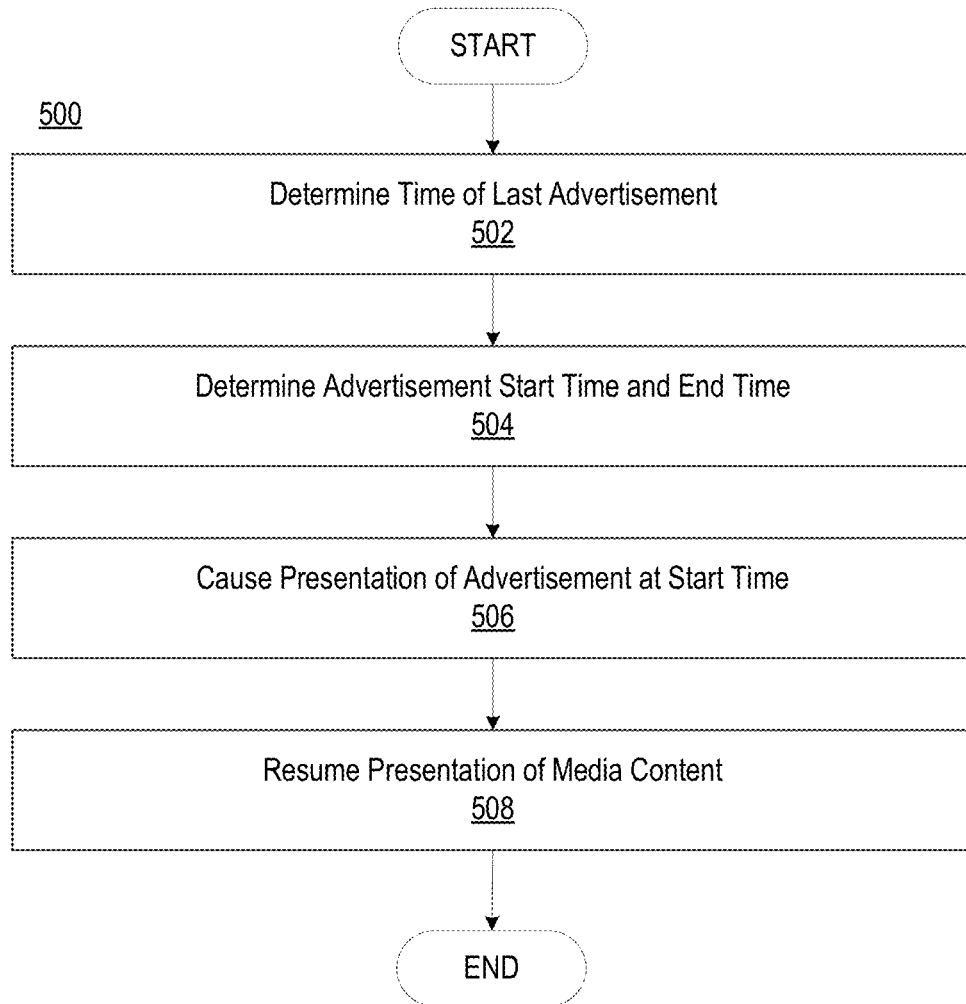 START
500
Determine Time of Last Advertisement
502
Determine Advertisement Start Time and End Time
504
Cause Presentation of Advertisement at Start Time
506
Resume Presentation of Media Content
508
END